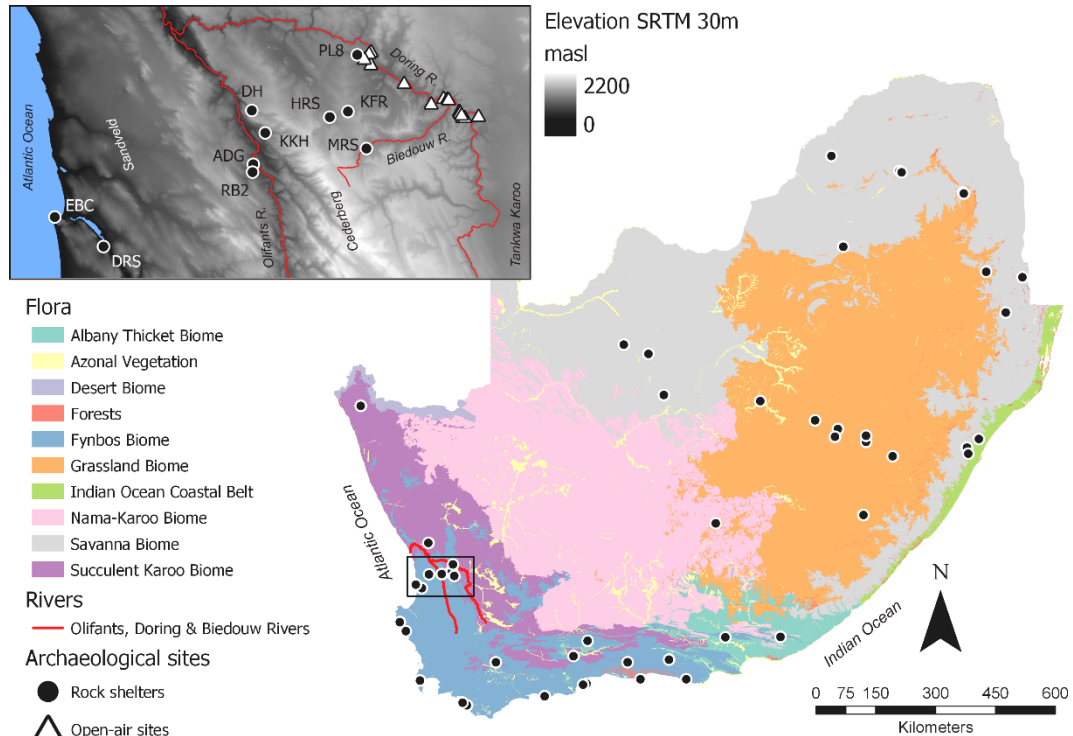 Elevation SRTM 30m
masl
2200
0
Atlantic Ocean
Sandveld
EBC
DRS
DH
KKH
ADG
RB2
Olifants R.
Cederberg
HRS
KFR
MRS
PL8
Doring R.
Biedouw R.
Tankwa Karoo
Flora
Albany Thicket Biome
Azonal Vegetation
Desert Biome
Forests
Fynbos Biome
Grassland Biome
Indian Ocean Coastal Belt
Nama-Karoo Biome
Savanna Biome
Succulent Karoo Biome
Rivers
Olifants, Doring & Biedouw Rivers
Archaeological sites
Rock shelters
Open-air sites
Atlantic Ocean
Indian Ocean
N
0 75 150 300 450 600
Kilometers